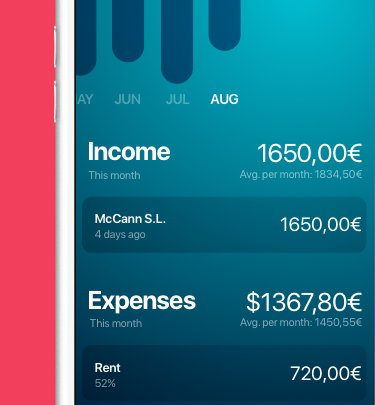 AY JUN JUL AUG
Income 1650,00€
This month Avg. per month: 1834,50€
McCann S.L. 1650,00€
4 days ago
Expenses $1367,80€
This month Avg. per month: 1450,55€
Rent 720,00€
52%